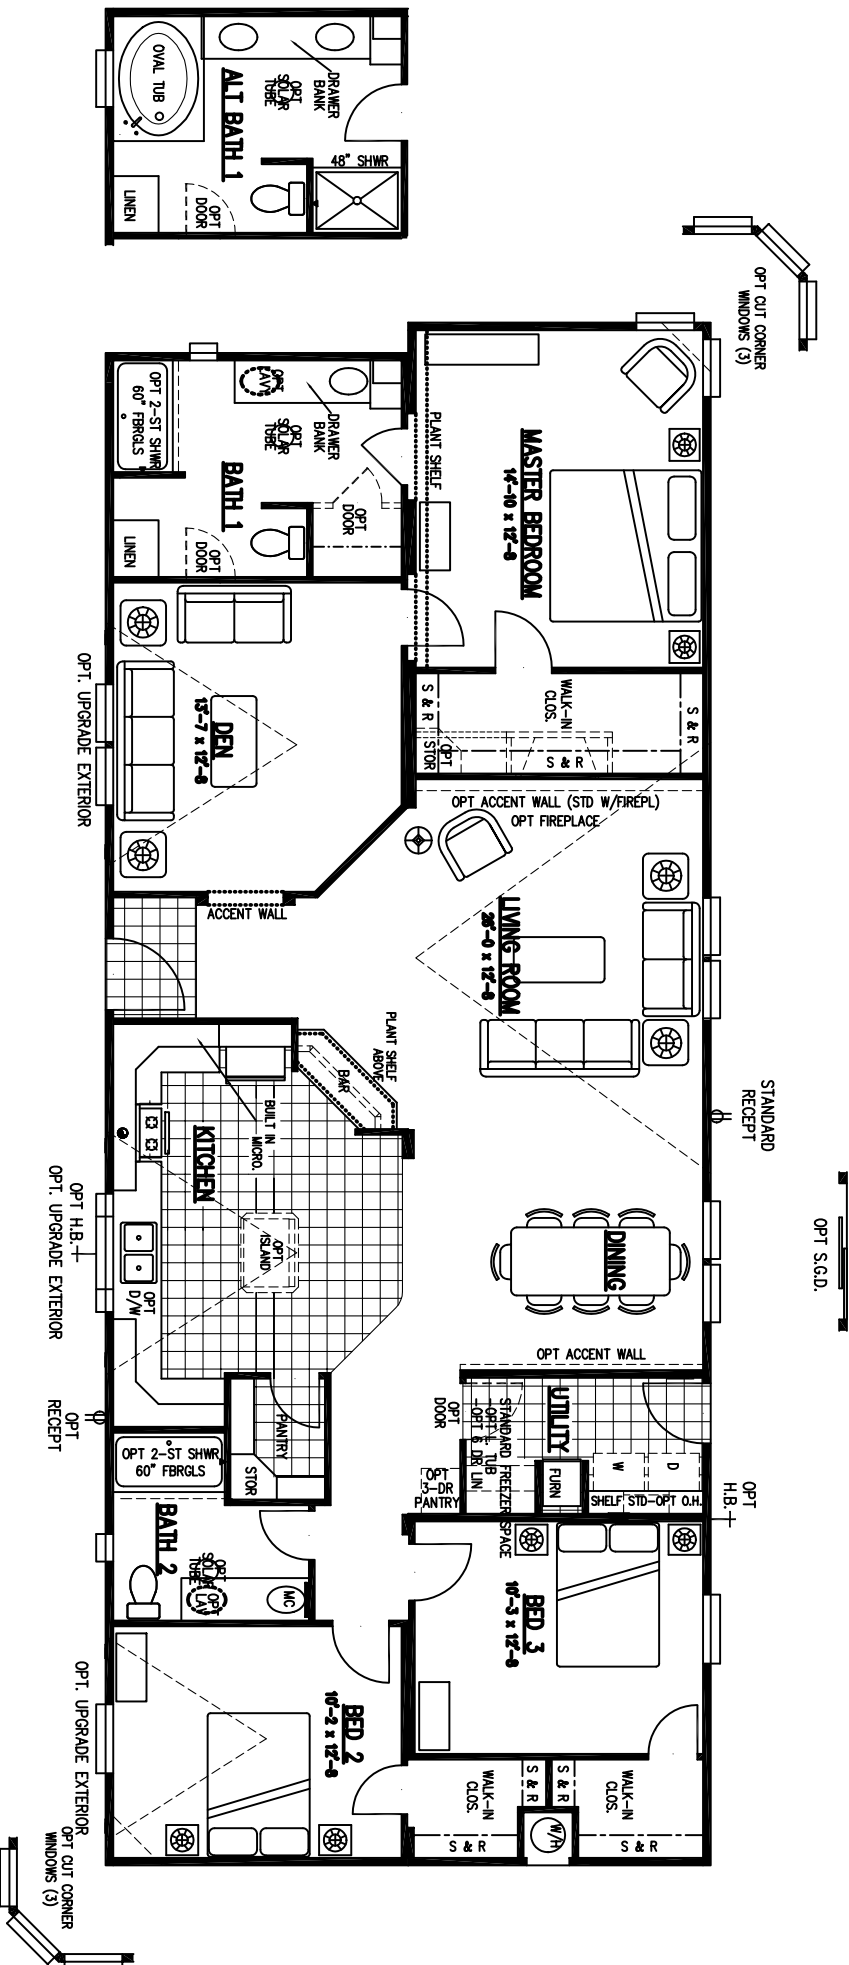 OVAL TUB
DRAWER
BANK
OPT
SOLAR
TUBE
ALT BATH 1
48" SHWR
OPT
DOOR
LINEN
OPT CUT CORNER
WINDOWS (3)
PLANT SHELF
MASTER BEDROOM
14'-10 x 12'-8
OPT
LAV
DRAWER
BANK
OPT
SOLAR
TUBE
OPT 2-ST SHWR
60" FBRGLS
BATH 1
OPT
DOOR
OPT
DOOR
LINEN
WALK-IN
CLOS.
S & R
S & R
S & R
OPT
STOR
OPT. UPGRADE EXTERIOR
DEN
13'-7 x 12'-8
OPT ACCENT WALL (STD W/FIREPL)
OPT FIREPLACE
ACCENT WALL
LIVING ROOM
26'-0 x 12'-8
PLANT SHELF
ABOVE
BAR
STANDARD
RECEPT
BUILT IN
MICRO.
KITCHEN
OPT
ISLAND
OPT
D/W
OPT H.B.
OPT. UPGRADE EXTERIOR
OPT
RECEPT
DINING
OPT S.G.D.
OPT ACCENT WALL
UTILITY
STANDARD FREEZER SPACE
-OPT L. TUB
-OPT 6 DR LIN
OPT
DOOR
OPT
3-DR
PANTRY
FURN
W
D
SHELF STD-OPT O.H.
OPT
H.B.
PANTRY
STOR
OPT 2-ST SHWR
60" FBRGLS
BATH 2
OPT
SOLAR
TUBE
OPT
LAV
MC
BED 3
10'-3 x 12'-8
BED 2
10'-2 x 12'-8
OPT. UPGRADE EXTERIOR
WALK-IN
CLOS.
S & R
S & R
WALK-IN
CLOS.
S & R
S & R
W/H
OPT CUT CORNER
WINDOWS (3)